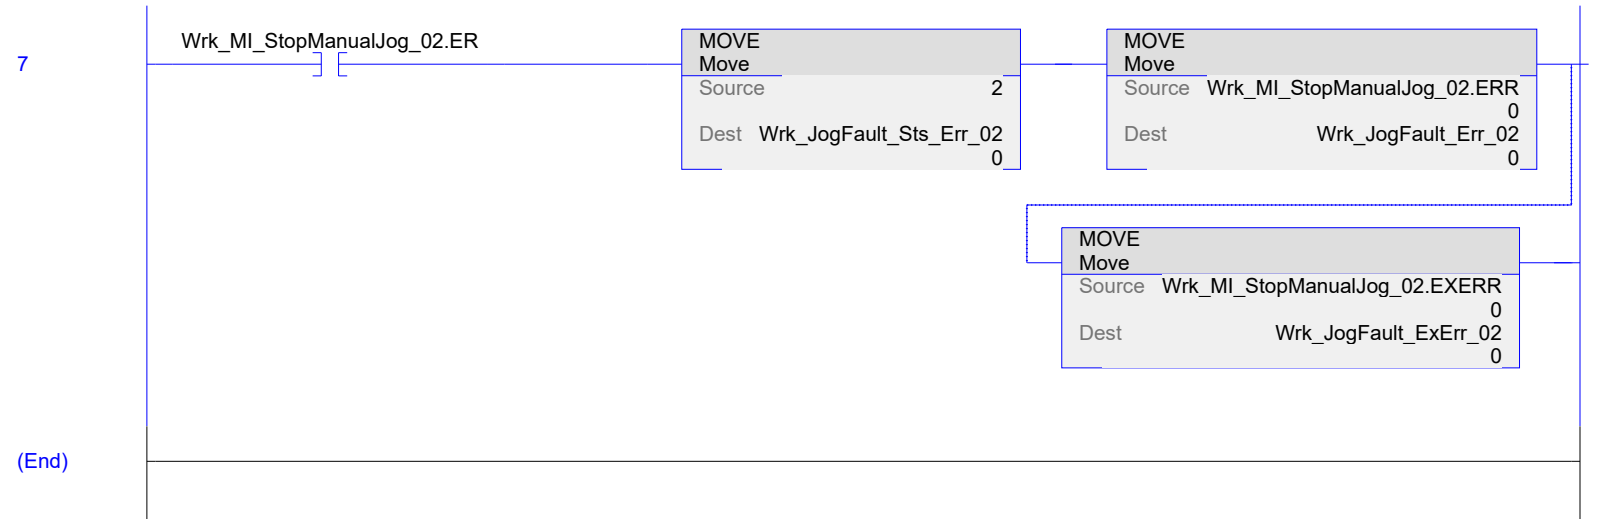 Wrk_MI_StopManualJog_02.ER
7
MOVE
Move
Source 2
Dest Wrk_JogFault_Sts_Err_02
0
MOVE
Move
Source Wrk_MI_StopManualJog_02.ERR
0
Dest Wrk_JogFault_Err_02
0
MOVE
Move
Source Wrk_MI_StopManualJog_02.EXERR
0
Dest Wrk_JogFault_ExErr_02
0
(End)